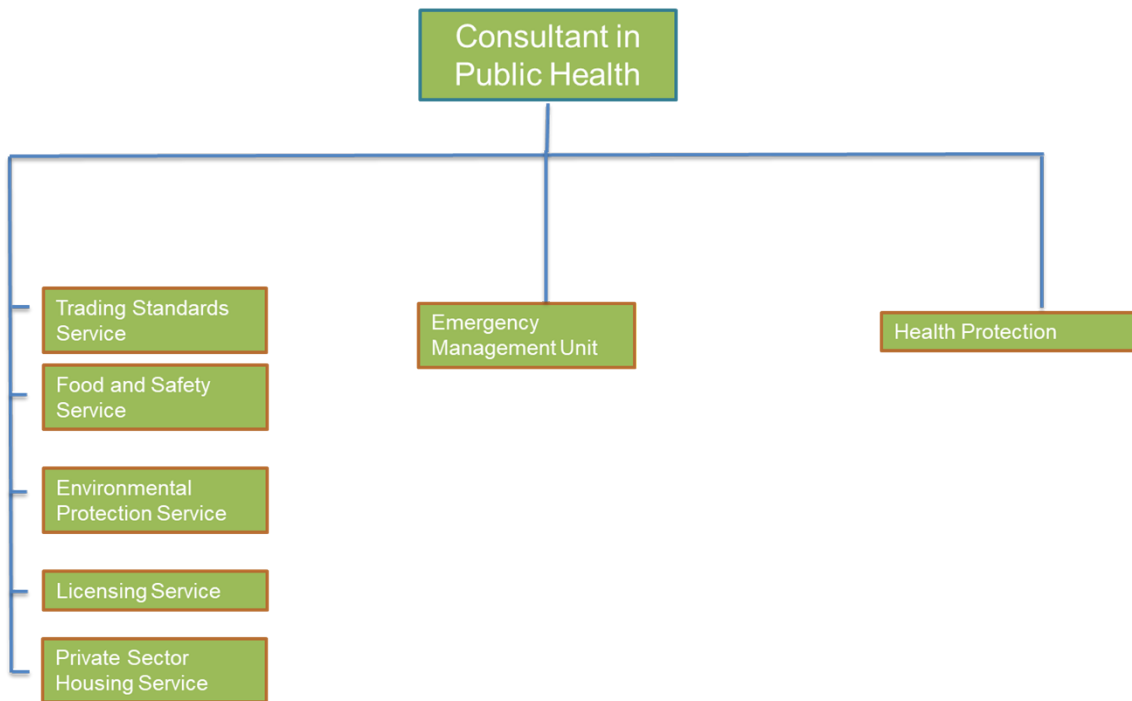 Consultant in
Public Health
Trading Standards
Service
Emergency
Management Unit
Health Protection
Food and Safety
Service
Environmental
Protection Service
Licensing Service
Private Sector
Housing Service